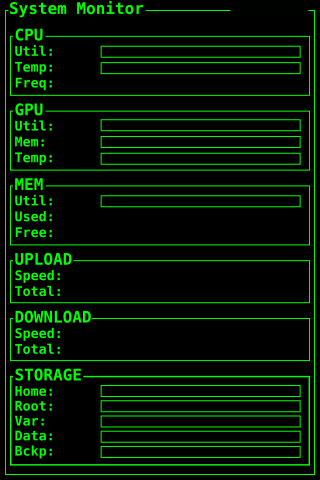 System Monitor
CPU
Util:
Temp:
Freq:
GPU
Util:
Mem:
Temp:
MEM
Util:
Used:
Free:
UPLOAD
Speed:
Total:
DOWNLOAD
Speed:
Total:
STORAGE
Home:
Root:
Var:
Data:
Bckp: